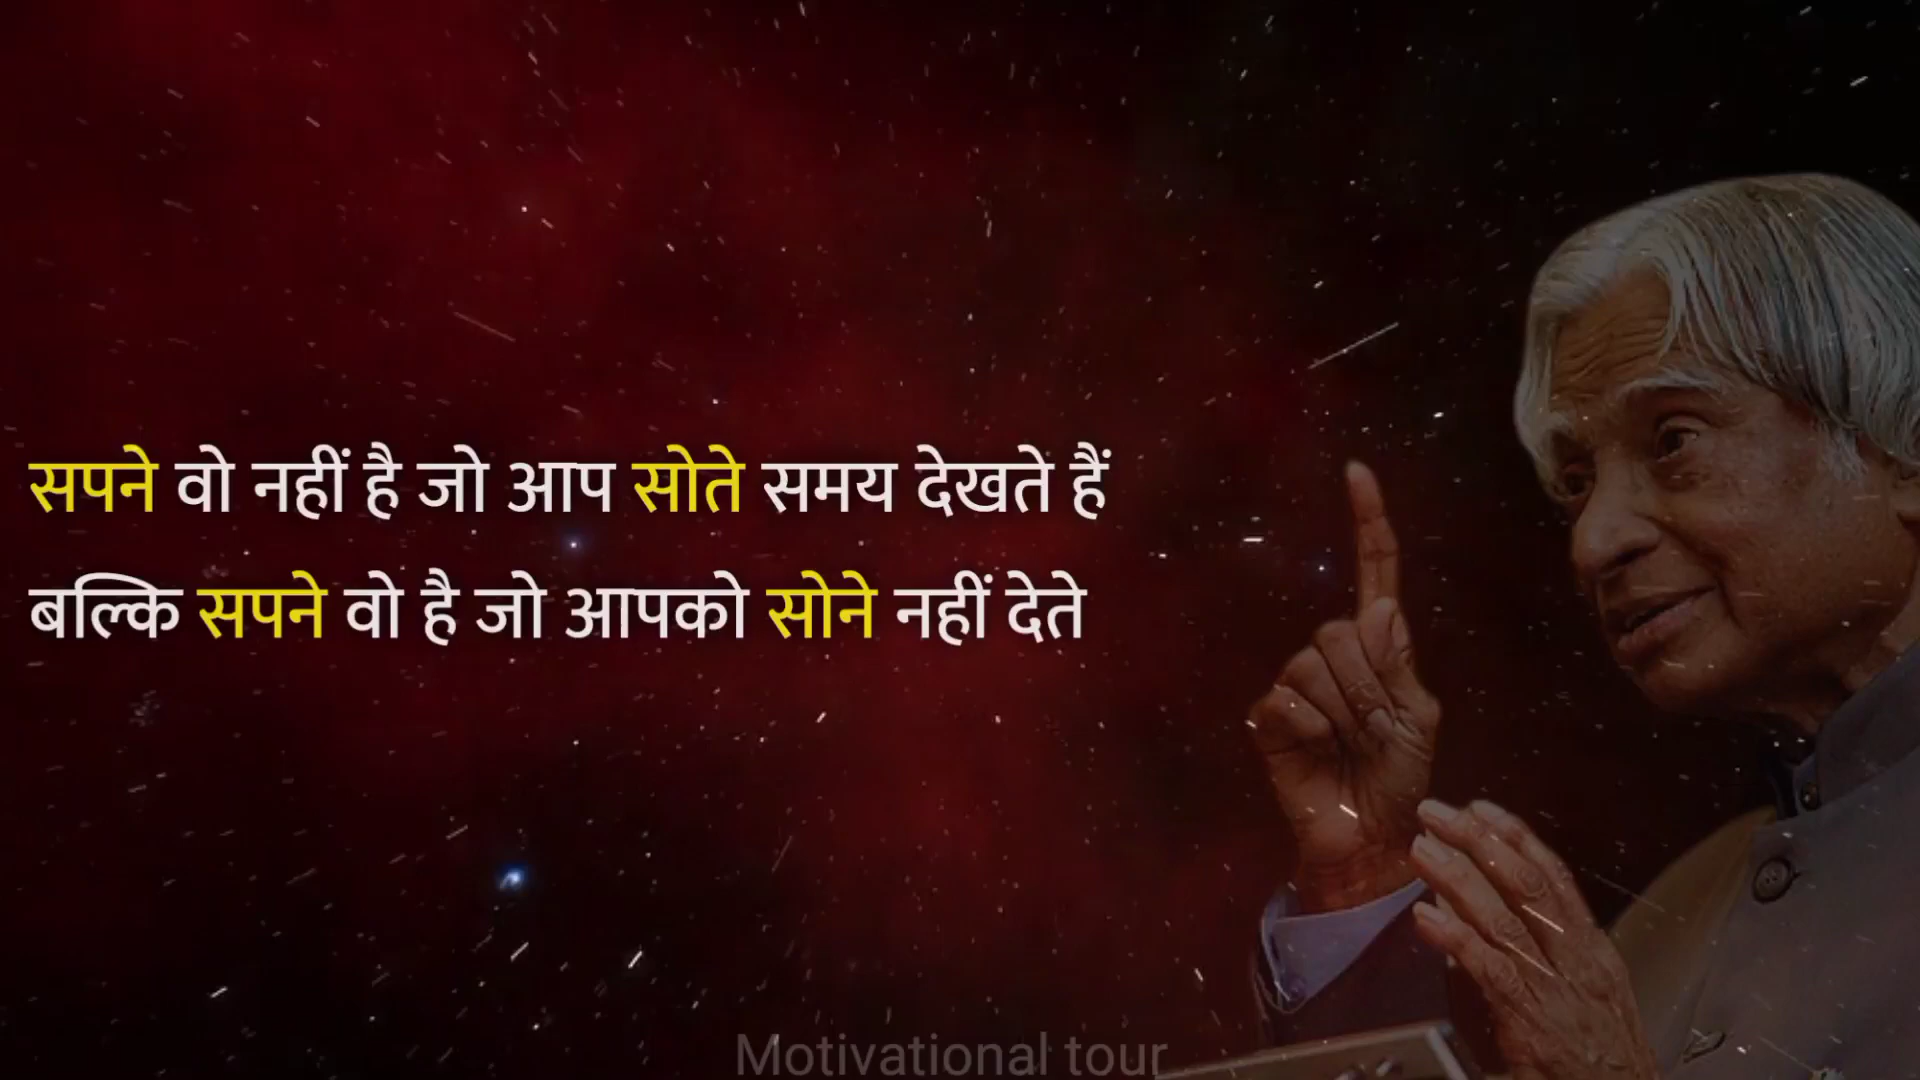 सपने वो नहीं है जो आप सोते समय देखते हैं
बल्कि सपने वो है जो आपको सोने नहीं देते
Motivational tour